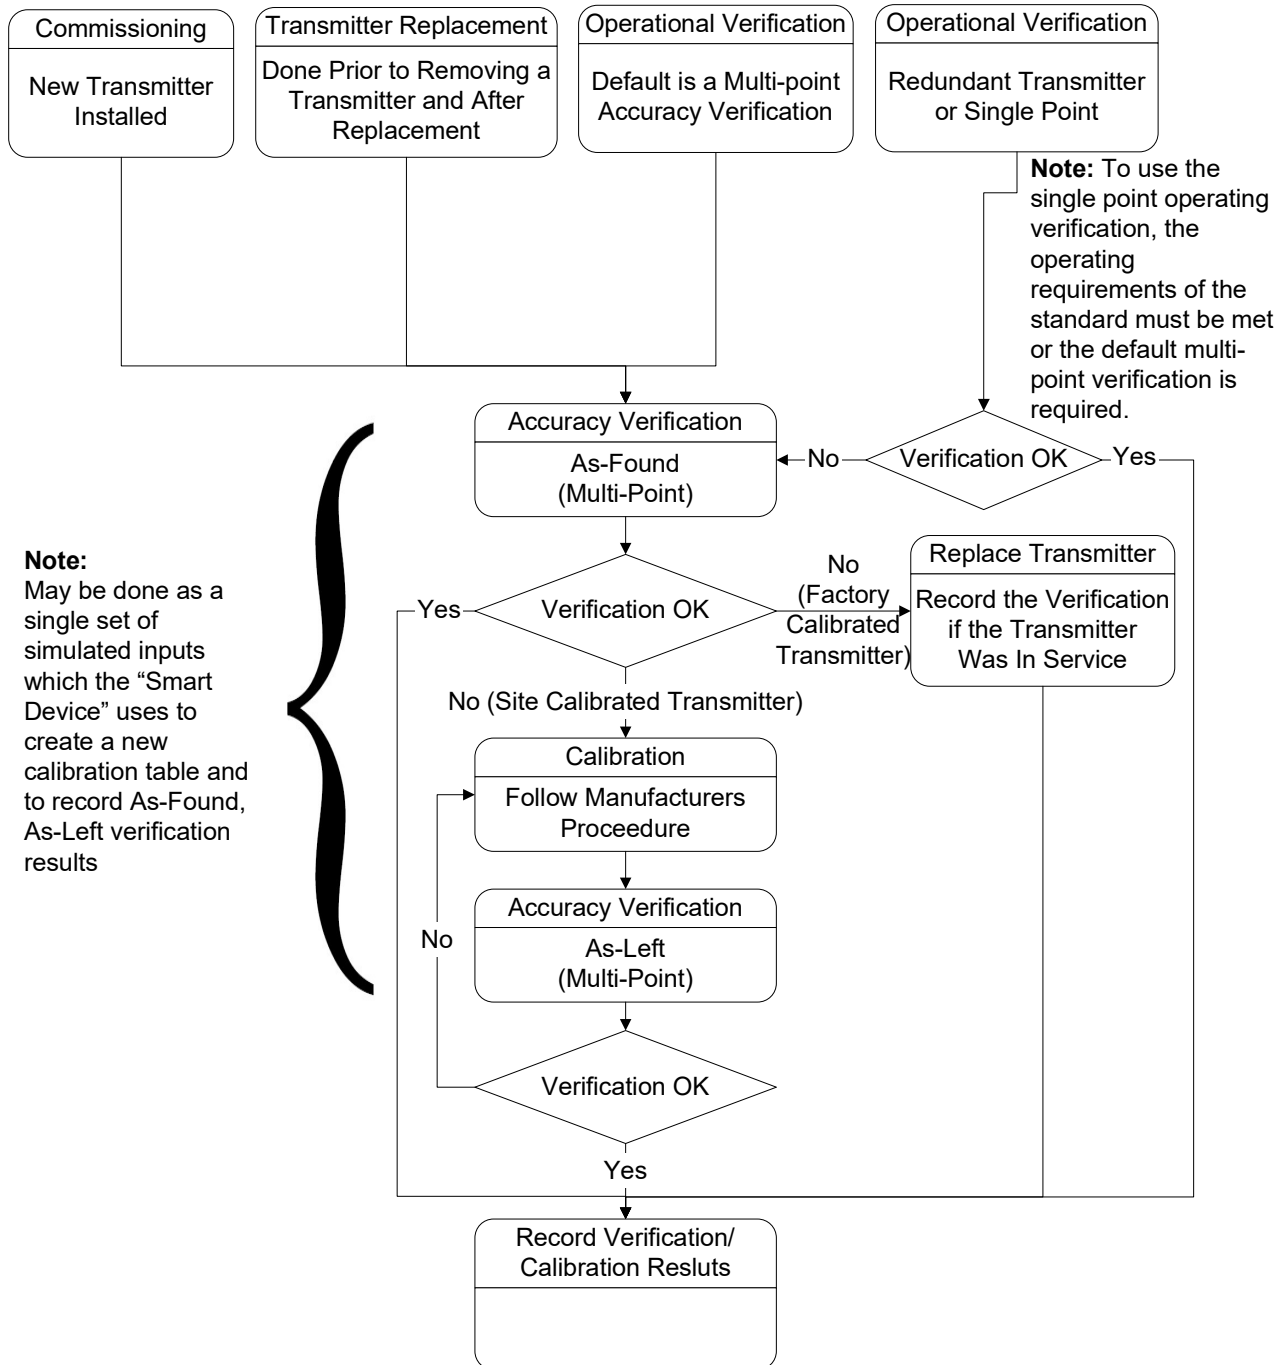 Commissioning
New Transmitter
Installed
Transmitter Replacement
Done Prior to Removing a
Transmitter and After
Replacement
Operational Verification
Default is a Multi-point
Accuracy Verification
Operational Verification
Redundant Transmitter
or Single Point
Note: To use the
single point operating
verification, the
operating
requirements of the
standard must be met
or the default multi-
point verification is
required.
Accuracy Verification
As-Found
(Multi-Point)
No
Verification OK
Yes
Note:
May be done as a
single set of
simulated inputs
which the “Smart
Device” uses to
create a new
calibration table and
to record As-Found,
As-Left verification
results
Yes
Verification OK
No
(Factory
Calibrated
Transmitter)
Replace Transmitter
Record the Verification
if the Transmitter
Was In Service
No (Site Calibrated Transmitter)
Calibration
Follow Manufacturers
Proceedure
Accuracy Verification
As-Left
(Multi-Point)
No
Verification OK
Yes
Record Verification/
Calibration Resluts